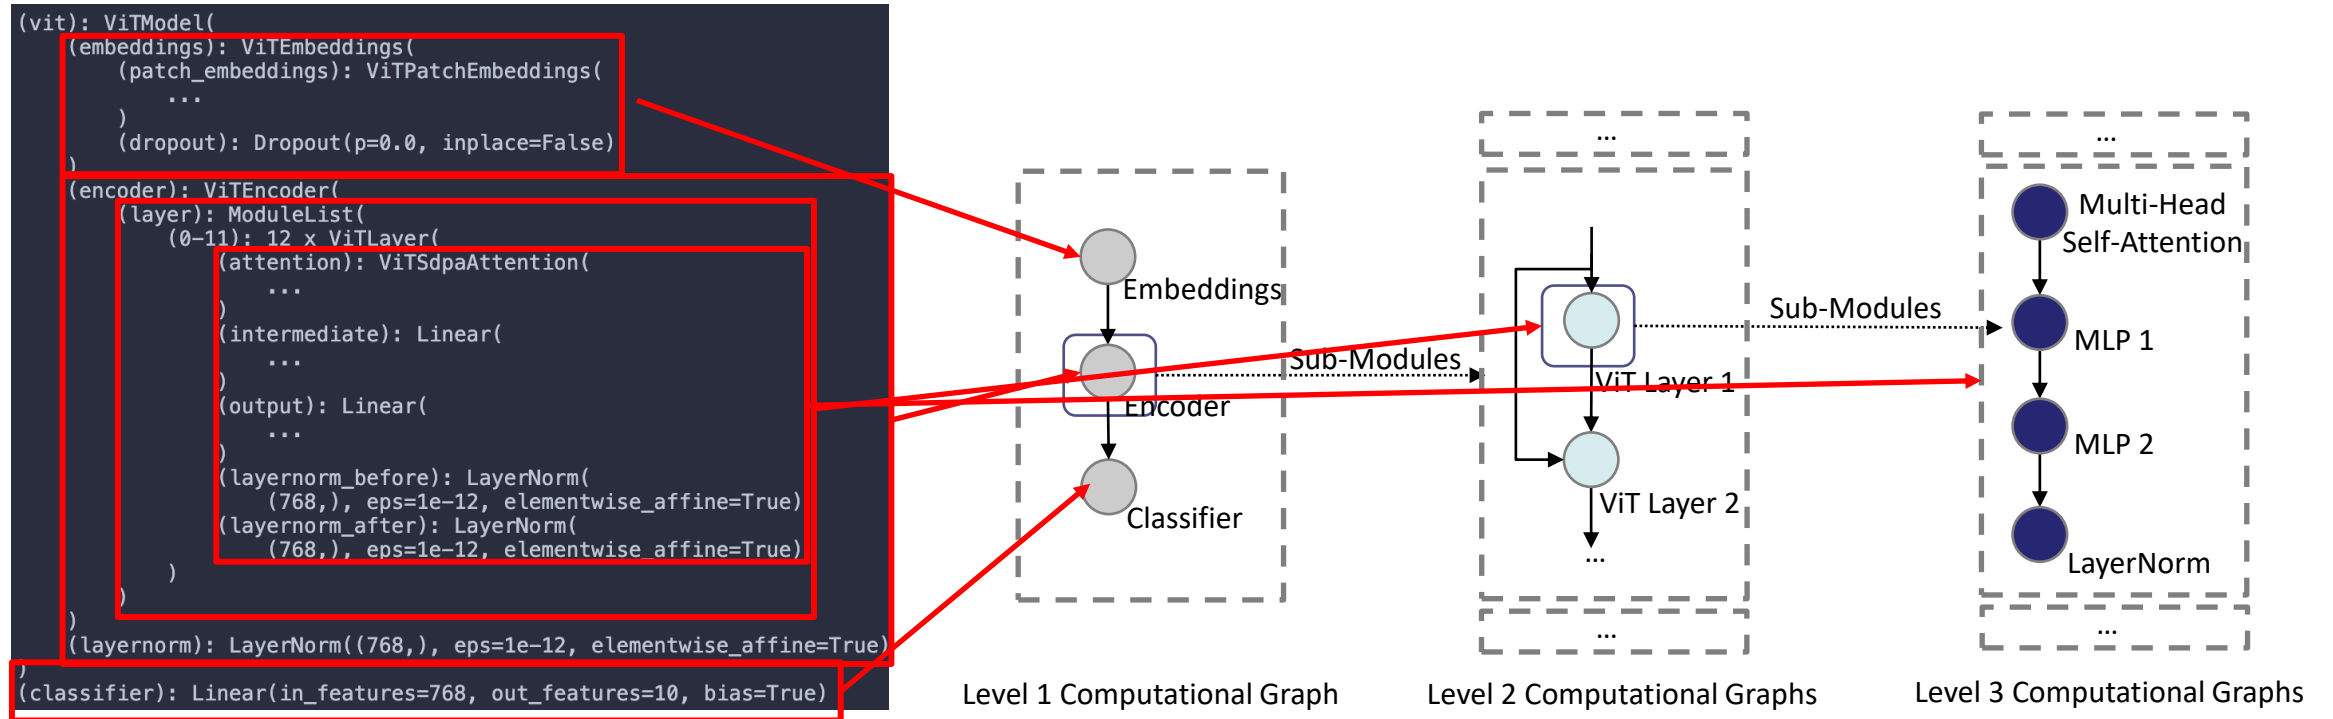 (vit): ViTModel(
(embeddings): ViTEmbeddings(
(patch_embeddings): ViTPatchEmbeddings(
...
)
(dropout): Dropout(p=0.0, inplace=False)
)
(encoder): ViTEncoder(
(layer): ModuleList(
(0-11): 12 x ViTLayer(
(attention): ViTSdpaAttention(
...
)
(intermediate): Linear(
...
)
(output): Linear(
...
)
(layernorm_before): LayerNorm(
(768,), eps=1e-12, elementwise_affine=True)
(layernorm_after): LayerNorm(
(768,), eps=1e-12, elementwise_affine=True)
)
)
)
(layernorm): LayerNorm((768,), eps=1e-12, elementwise_affine=True)
)
(classifier): Linear(in_features=768, out_features=10, bias=True)
Embeddings
Encoder
Classifier
Sub-Modules
Level 1 Computational Graph
...
ViT Layer 1
ViT Layer 2
...
...
Sub-Modules
Level 2 Computational Graphs
...
Multi-Head
Self-Attention
MLP 1
MLP 2
LayerNorm
...
Level 3 Computational Graphs